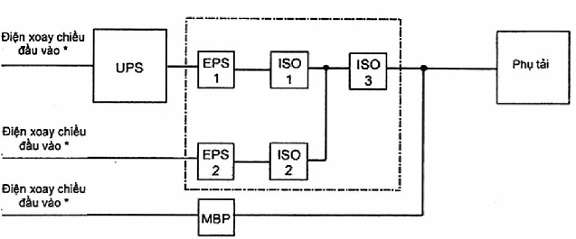 Điện xoay chiều
đầu vào *
UPS
EPS
1
ISO
1
ISO
3
Phụ tải
Điện xoay chiều
đầu vào *
EPS
2
ISO
2
Điện xoay chiều
đầu vào *
MBP